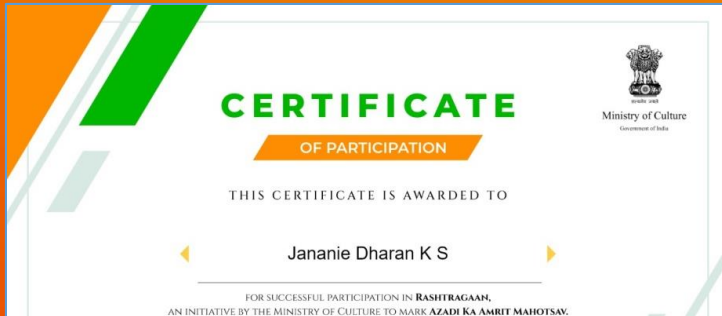 CERTIFICATE
OF PARTICIPATION
Ministry of Culture
Government of India
THIS CERTIFICATE IS AWARDED TO
Jananie Dharan K S
FOR SUCCESSFUL PARTICIPATION IN RASHTRAGAAN,
AN INITIATIVE BY THE MINISTRY OF CULTURE TO MARK AZADI KA AMRIT MAHOTSAV.